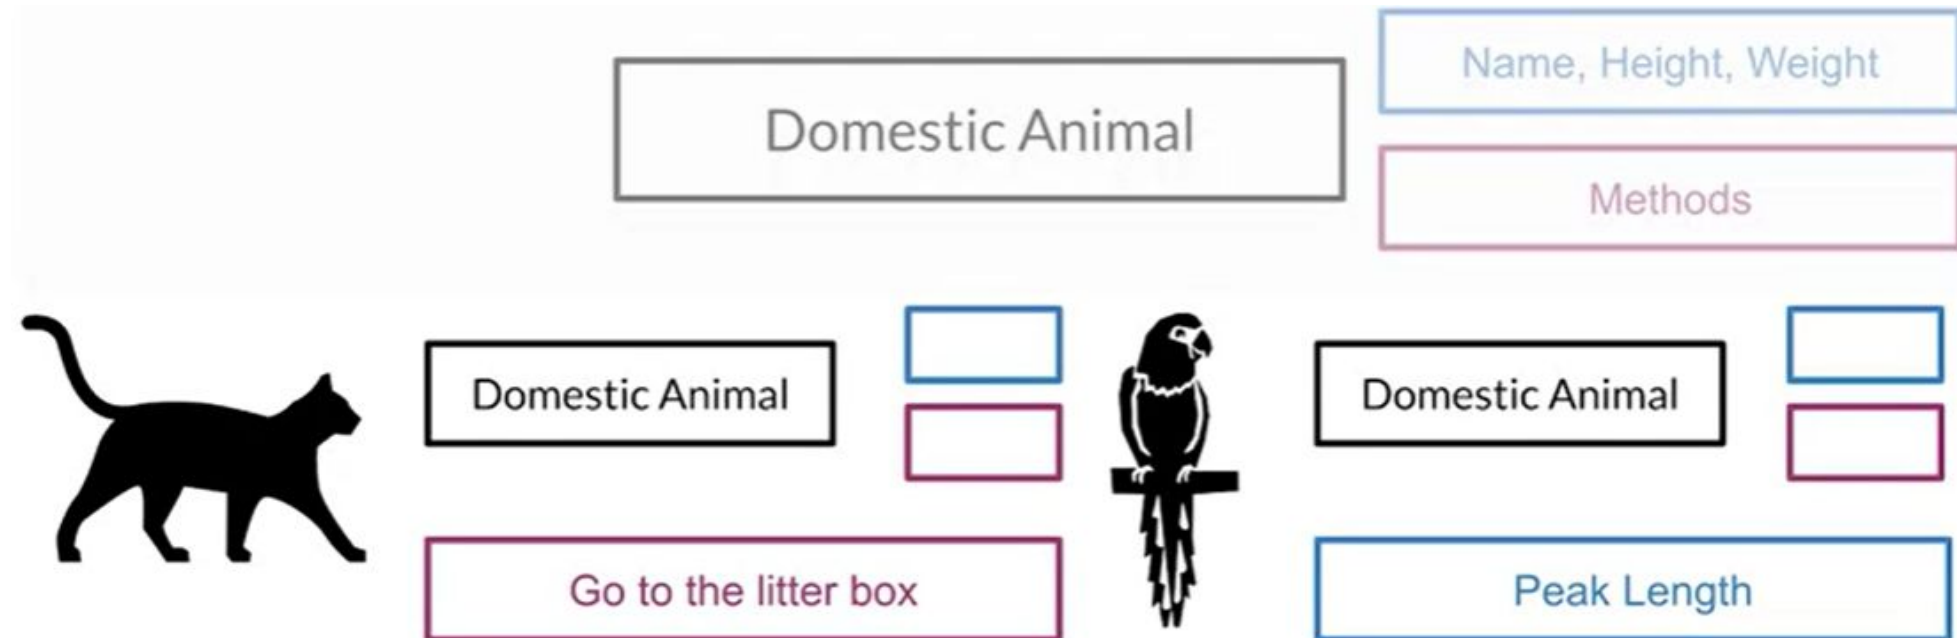 Name, Height, Weight
Domestic Animal
Methods
Domestic Animal
Domestic Animal
Go to the litter box
Peak Length